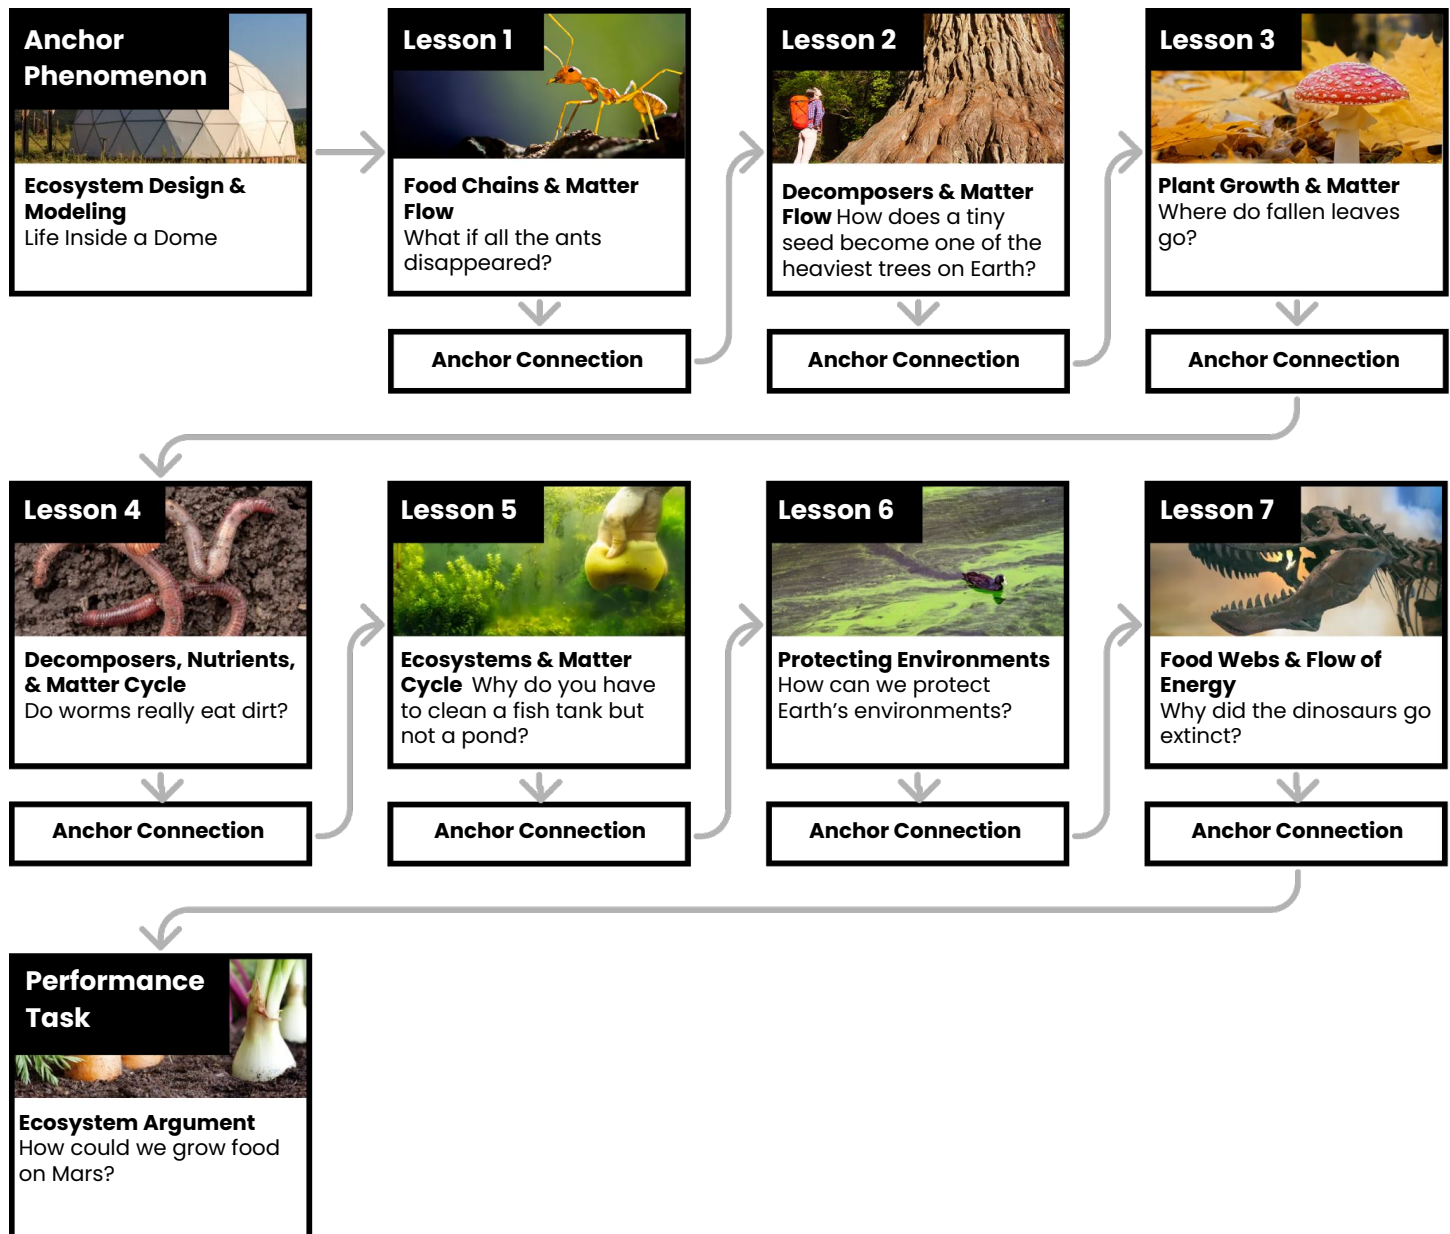 Anchor
Phenomenon
Ecosystem Design &
Modeling
Life Inside a Dome
Lesson 1
Food Chains & Matter
Flow
What if all the ants
disappeared?
Anchor Connection
Lesson 2
Decomposers & Matter
Flow How does a tiny
seed become one of the
heaviest trees on Earth?
Anchor Connection
Lesson 3
Plant Growth & Matter
Where do fallen leaves
go?
Anchor Connection
Lesson 4
Decomposers, Nutrients,
& Matter Cycle
Do worms really eat dirt?
Anchor Connection
Lesson 5
Ecosystems & Matter
Cycle Why do you have
to clean a fish tank but
not a pond?
Anchor Connection
Lesson 6
Protecting Environments
How can we protect
Earth’s environments?
Anchor Connection
Lesson 7
Food Webs & Flow of
Energy
Why did the dinosaurs go
extinct?
Anchor Connection
Performance
Task
Ecosystem Argument
How could we grow food
on Mars?